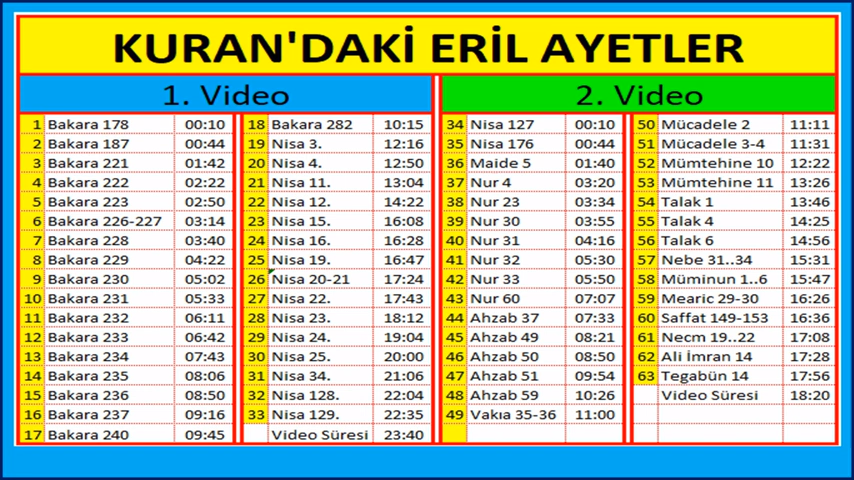 KURAN'DAKİ ERİL AYETLER
1. Video
1 Bakara 178 00:10
2 Bakara 187 00:44
3 Bakara 221 01:42
4 Bakara 222 02:22
5 Bakara 223 02:50
6 Bakara 226-227 03:14
7 Bakara 228 03:40
8 Bakara 229 04:22
9 Bakara 230 05:02
10 Bakara 231 05:33
11 Bakara 232 06:11
12 Bakara 233 06:42
13 Bakara 234 07:43
14 Bakara 235 08:06
15 Bakara 236 08:50
16 Bakara 237 09:16
17 Bakara 240 09:45
18 Bakara 282 10:15
19 Nisa 3. 12:16
20 Nisa 4. 12:50
21 Nisa 11. 13:04
22 Nisa 12. 14:22
23 Nisa 15. 16:08
24 Nisa 16. 16:28
25 Nisa 19. 16:47
26 Nisa 20-21 17:24
27 Nisa 22. 17:43
28 Nisa 23. 18:12
29 Nisa 24. 19:04
30 Nisa 25. 20:00
31 Nisa 34. 21:06
32 Nisa 128. 22:04
33 Nisa 129. 22:35
Video Süresi 23:40
2. Video
34 Nisa 127 00:10
35 Nisa 176 00:44
36 Maide 5 01:40
37 Nur 4 03:20
38 Nur 23 03:34
39 Nur 30 03:55
40 Nur 31 04:16
41 Nur 32 05:30
42 Nur 33 05:50
43 Nur 60 07:07
44 Ahzab 37 07:33
45 Ahzab 49 08:21
46 Ahzab 50 08:50
47 Ahzab 51 09:54
48 Ahzab 59 10:26
49 Vakıa 35-36 11:00
50 Mücadele 2 11:11
51 Mücadele 3-4 11:31
52 Mümtehine 10 12:22
53 Mümtehine 11 13:26
54 Talak 1 13:46
55 Talak 4 14:25
56 Talak 6 14:56
57 Nebe 31..34 15:31
58 Müminun 1..6 15:47
59 Mearic 29-30 16:26
60 Saffat 149-153 16:36
61 Necm 19..22 17:08
62 Ali İmran 14 17:28
63 Tegabün 14 17:56
Video Süresi 18:20